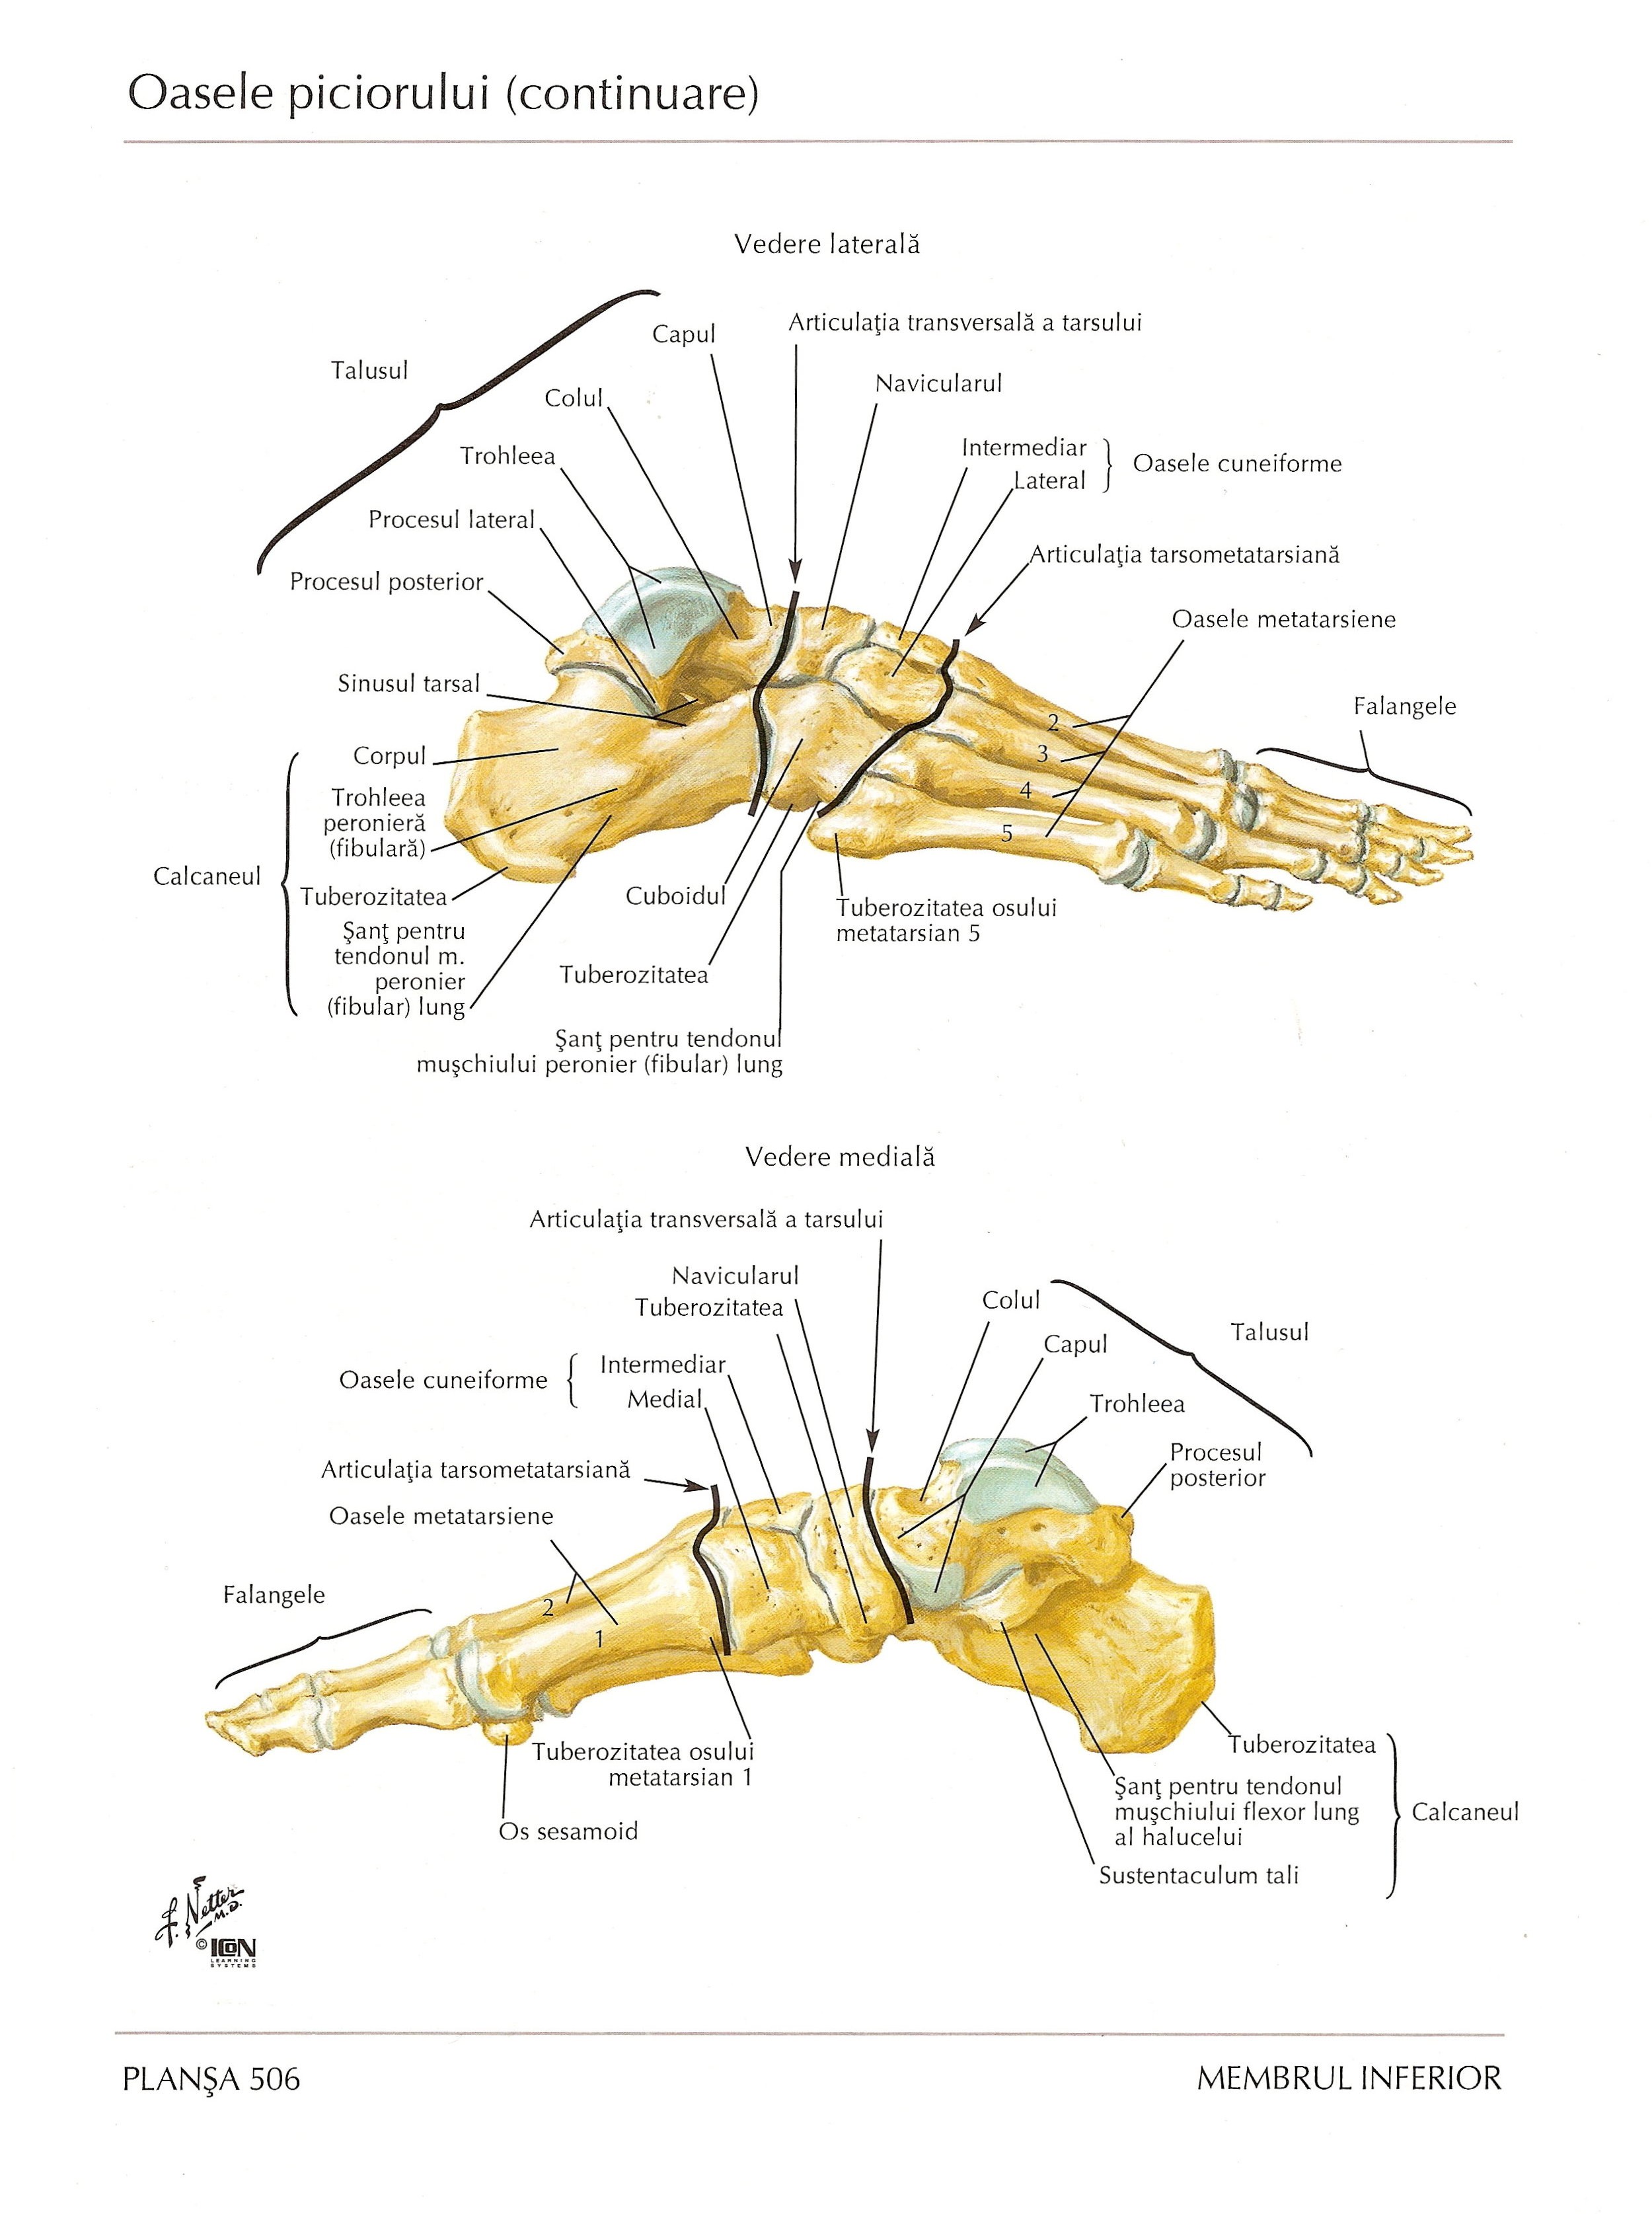 Oasele piciorului (continuare)
Vedere laterală
Articulaţia transversală a tarsului
Capul
Talusul
Navicularul
Colul
Intermediar
Trohleea
Oasele cuneiforme
Lateral
Procesul lateral
Articulaţia tarsometatarsiană
Procesul posterior
Oasele metatarsiene
Sinusul tarsal
Falangele
2
3
4
5
Corpul
Trohleea
peronieră
(fibulară)
Calcaneul
Tuberozitatea
Cuboidul
Tuberozitatea osului
metatarsian 5
Şanţ pentru
tendonul m.
peronier
(fibular) lung
Tuberozitatea
Şanţ pentru tendonul
muşchiului peronier (fibular) lung
Vedere medială
Articulaţia transversală a tarsului
Navicularul
Tuberozitatea
Colul
Talusul
Capul
Intermediar
Oasele cuneiforme
Medial
Trohleea
Procesul
posterior
Articulaţia tarsometatarsiană
Oasele metatarsiene
Falangele
2
1
Tuberozitatea osului
metatarsian 1
Os sesamoid
Tuberozitatea
Şanţ pentru tendonul
muşchiului flexor lung
al halucelui
Calcaneul
Sustentaculum tali
F. Netter
M.D.
© ICON
LEARNING
SYSTEMS
PLANŞA 506
MEMBRUL INFERIOR